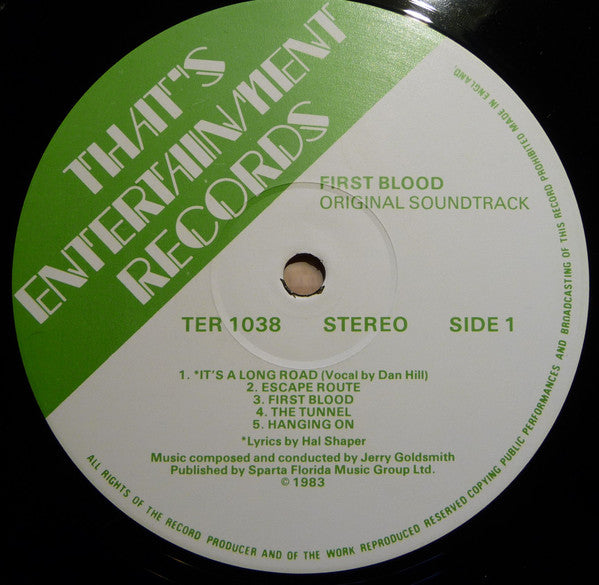 THAT'S
ENTERTAINMENT
RECORDS
FIRST BLOOD
ORIGINAL SOUNDTRACK
TER 1038 STEREO SIDE 1
1. *IT'S A LONG ROAD (Vocal by Dan Hill)
2. ESCAPE ROUTE
3. FIRST BLOOD
4. THE TUNNEL
5. HANGING ON
*Lyrics by Hal Shaper
Music composed and conducted by Jerry Goldsmith
Published by Sparta Florida Music Group Ltd.
© 1983
ALL RIGHTS OF THE RECORD PRODUCER AND OF THE WORK REPRODUCED RESERVED COPYING PUBLIC PERFORMANCES AND BROADCASTING OF THIS RECORD PROHIBITED MADE IN ENGLAND.